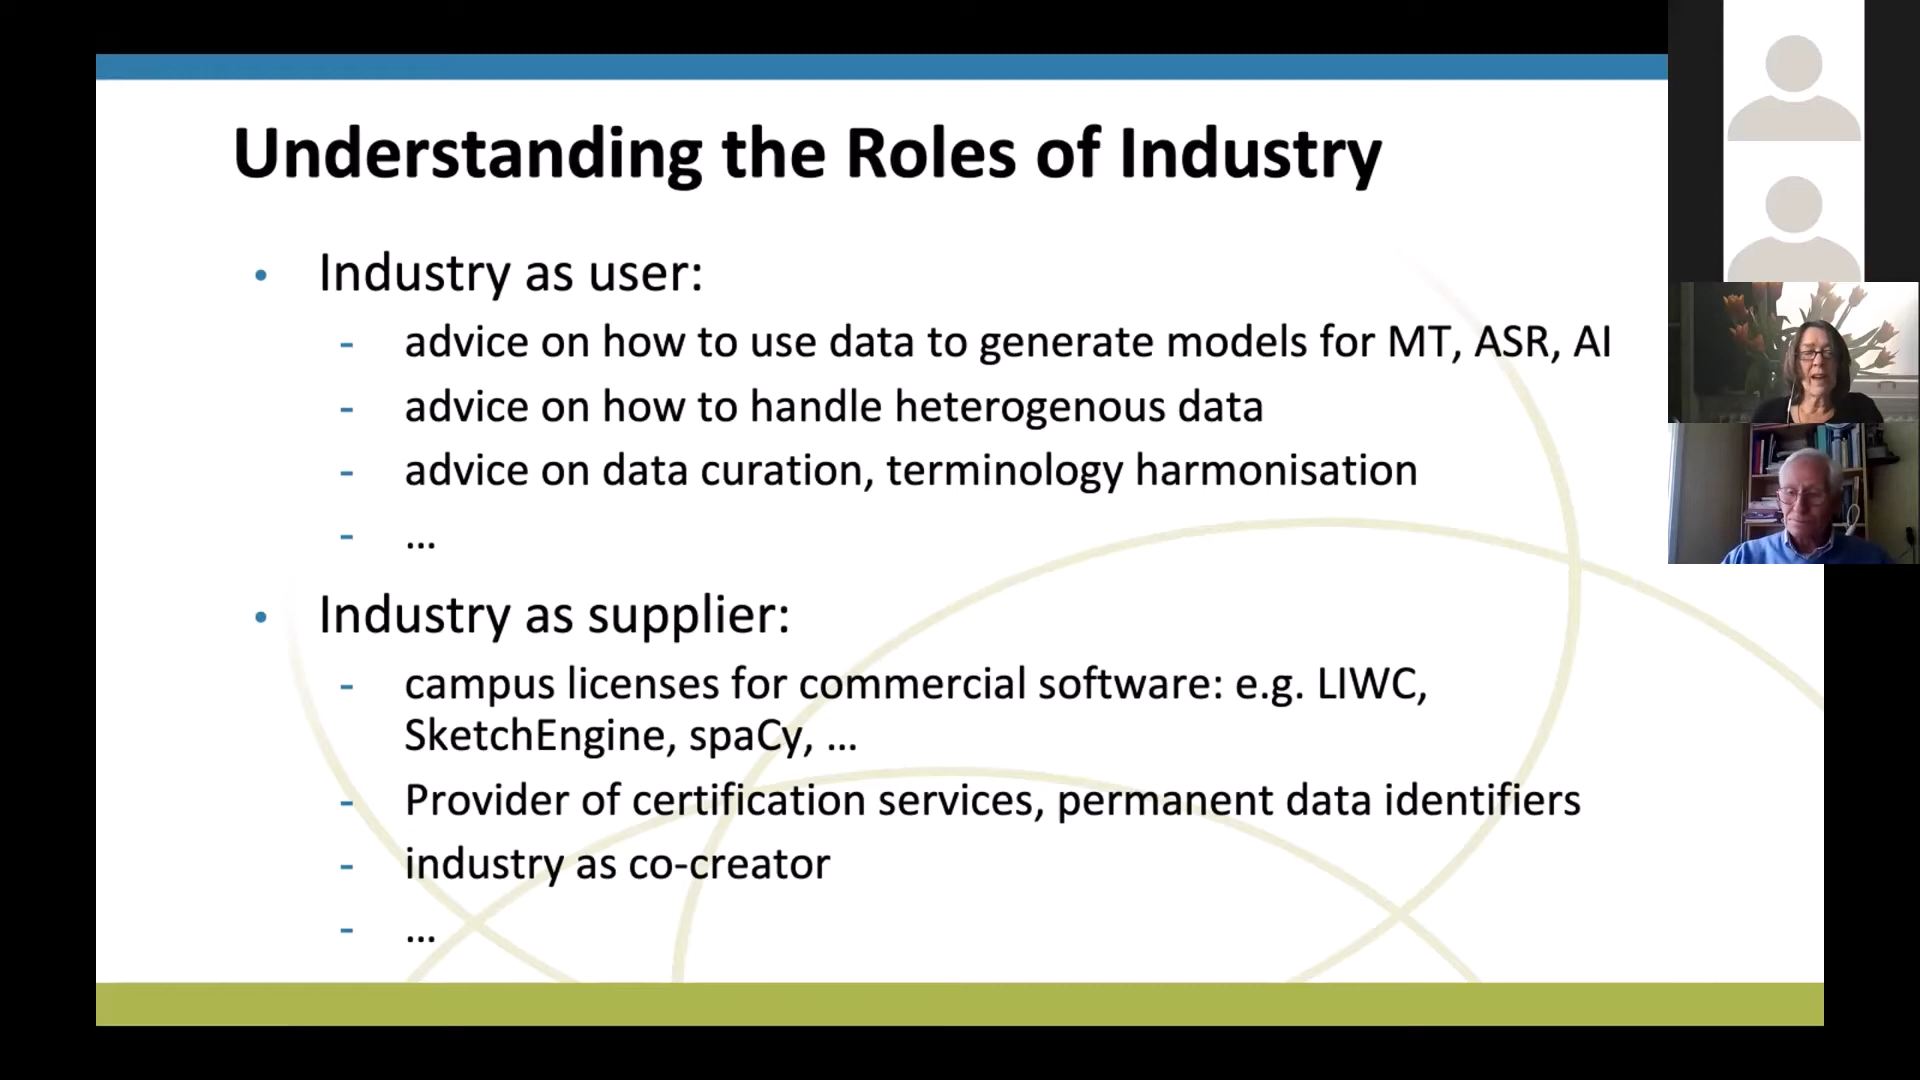 Understanding the Roles of Industry
• Industry as user:
- advice on how to use data to generate models for MT, ASR, AI
- advice on how to handle heterogenous data
- advice on data curation, terminology harmonisation
- ...
• Industry as supplier:
- campus licenses for commercial software: e.g. LIWC,
SketchEngine, spaCy, ...
- Provider of certification services, permanent data identifiers
- industry as co-creator
- ...